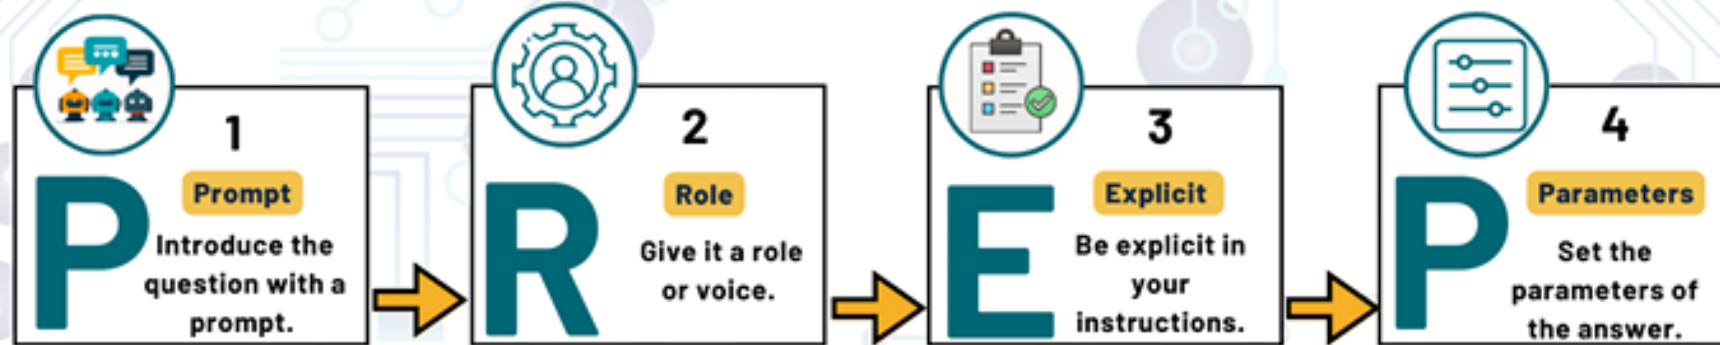 1
P
Prompt
Introduce the
question with a
prompt.
2
R
Role
Give it a role
or voice.
3
E
Explicit
Be explicit in
your
instructions.
4
P
Parameters
Set the
parameters of
the answer.